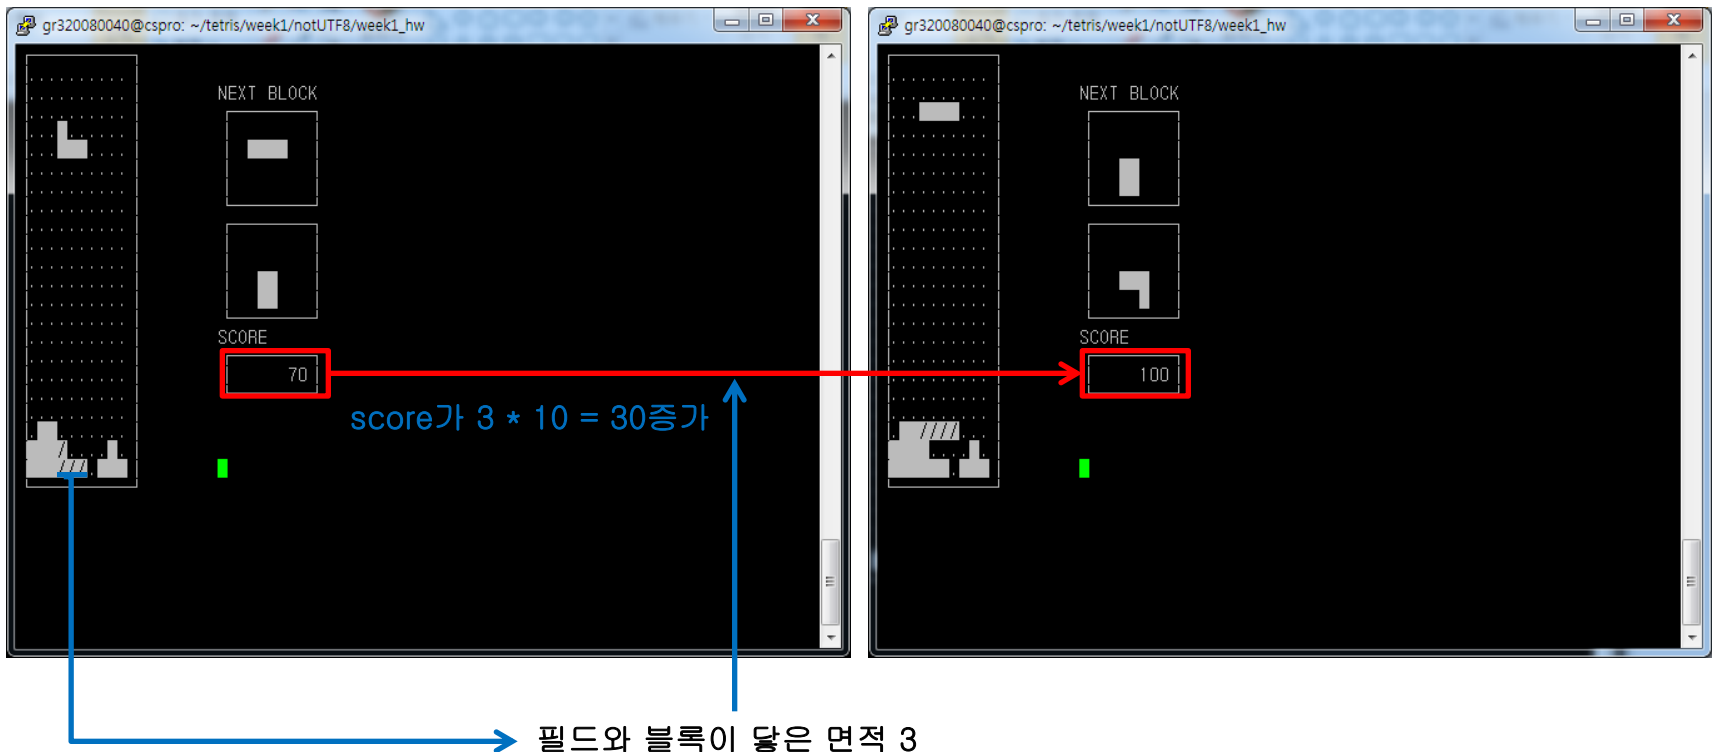 gr320080040@cspro: ~/tetris/week1/notUTF8/week1_hw
NEXT BLOCK
SCORE
70
gr320080040@cspro: ~/tetris/week1/notUTF8/week1_hw
NEXT BLOCK
SCORE
100
score가 3 * 10 = 30증가
필드와 블록이 닿은 면적 3